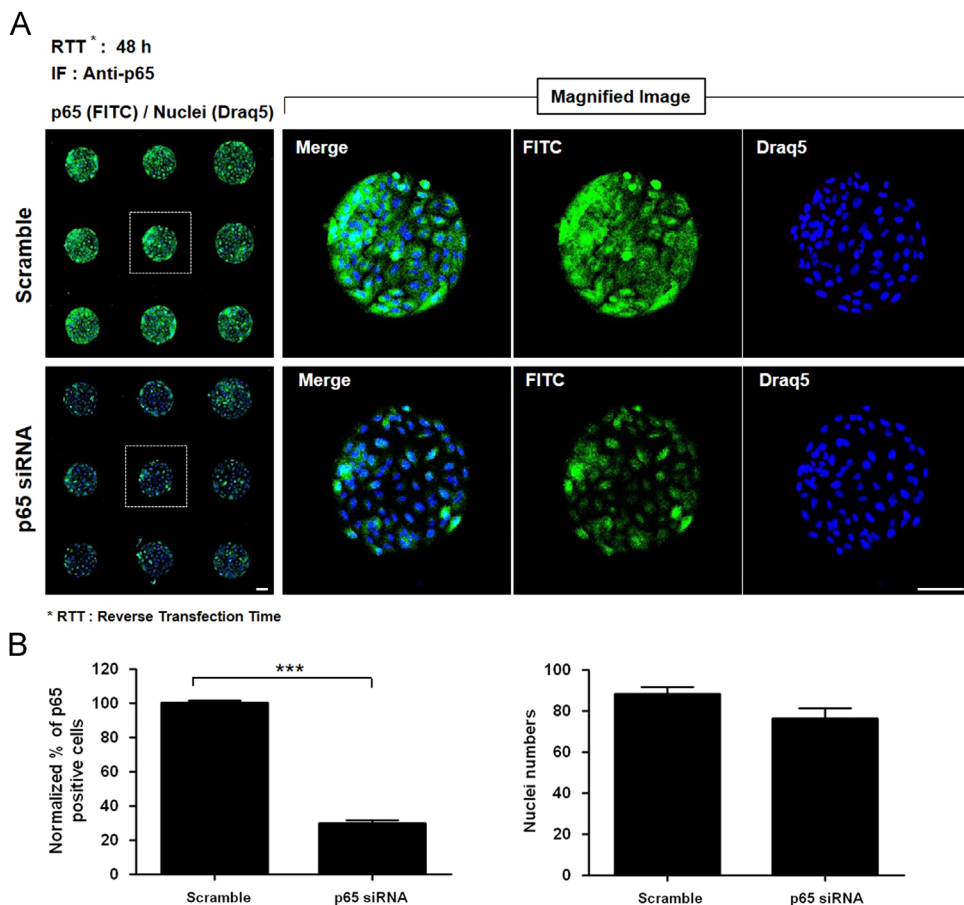 A
RTT * : 48 h
IF : Anti-p65
p65 (FITC) / Nuclei (Draq5)
Magnified Image
Scramble
Merge
FITC
Draq5
p65 siRNA
Merge
FITC
Draq5
* RTT : Reverse Transfection Time
B
Normalized % of p65
positive cells
120
100
80
60
40
20
0
***
Scramble
p65 siRNA
Nuclei numbers
100
80
60
40
20
0
Scramble
p65 siRNA